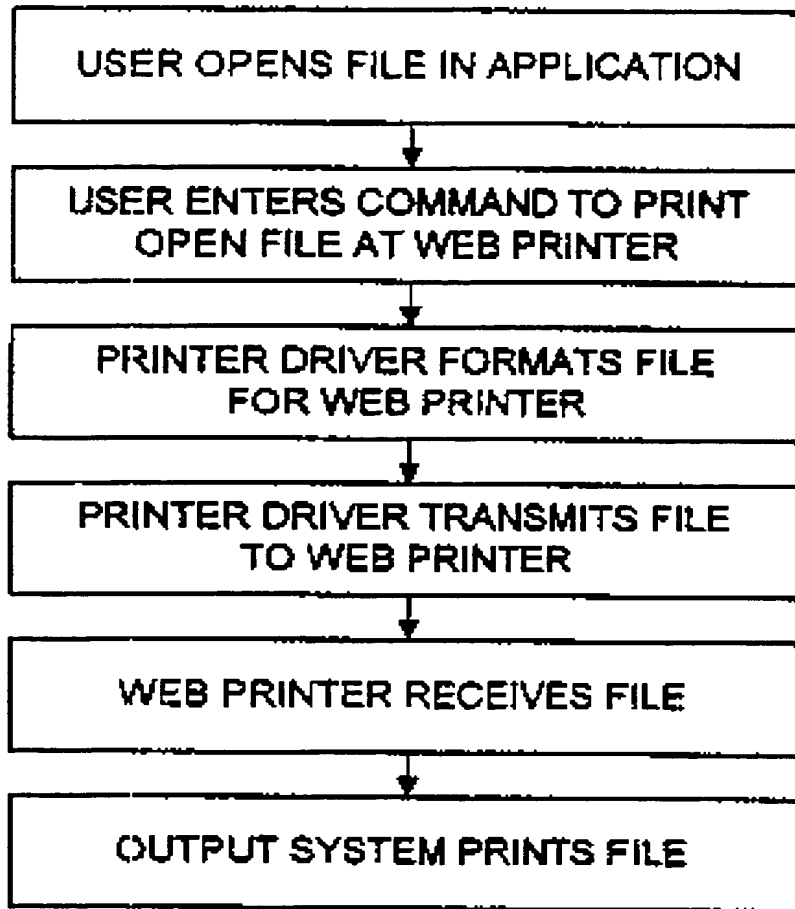 USER OPENS FILE IN APPLICATION
USER ENTERS COMMAND TO PRINT
OPEN FILE AT WEB PRINTER
PRINTER DRIVER FORMATS FILE
FOR WEB PRINTER
PRINTER DRIVER TRANSMITS FILE
TO WEB PRINTER
WEB PRINTER RECEIVES FILE
OUTPUT SYSTEM PRINTS FILE